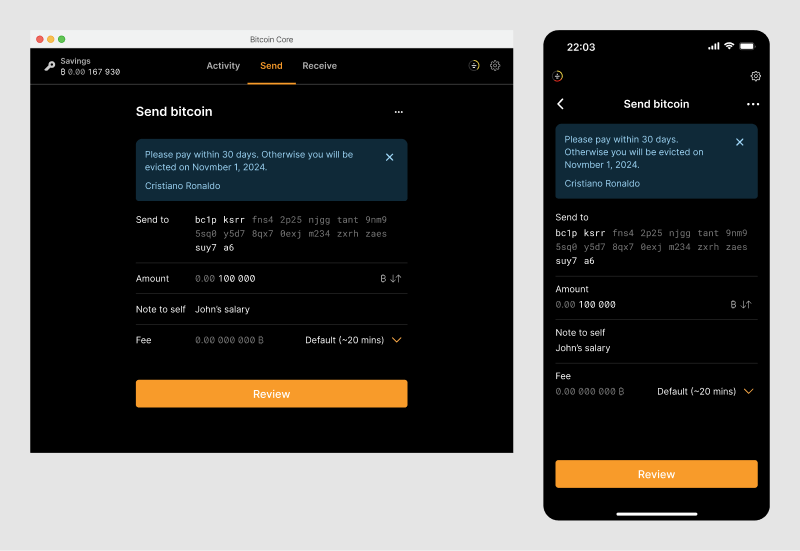 Bitcoin Core
Savings
₿ 0.00 167 930
Activity
Send
Receive
Send bitcoin
Please pay within 30 days. Otherwise you will be
evicted on Novmber 1, 2024.
Cristiano Ronaldo
Send to
bc1p ksrr fns4 2p25 njgg tant 9nm9
5sq0 y5d7 8qx7 0exj m234 zxrh zaes
suy7 a6
Amount
0.00 100 000
₿
Note to self
John's salary
Fee
0.00 000 000 ₿
Default (~20 mins)
Review
22:03
Send bitcoin
Please pay within 30 days.
Otherwise you will be evicted on
Novmber 1, 2024.
Cristiano Ronaldo
Send to
bc1p ksrr fns4 2p25 njgg tant 9nm9
5sq0 y5d7 8qx7 0exj m234 zxrh zaes
suy7 a6
Amount
0.00 100 000
₿
Note to self
John's salary
Fee
0.00 000 000 ₿
Default (~20 mins)
Review